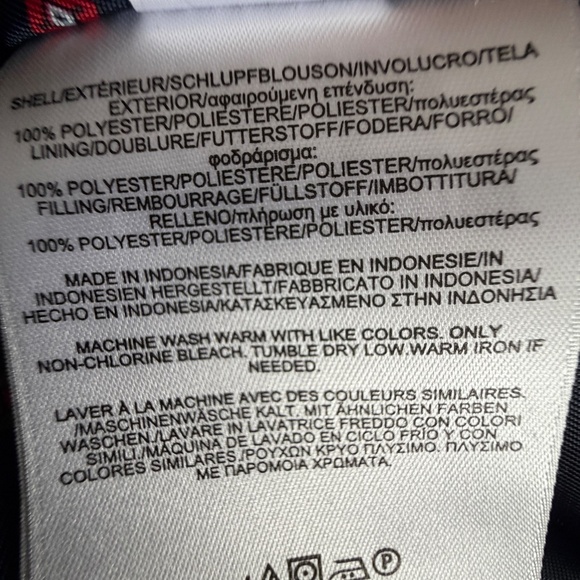 SHELL/EXTÉRIEUR/SCHLUPFBLOUSON/INVOLUCRO/TELA
EXTERIOR/αφαιρούμενη επένδυση:
100% POLYESTER/POLIESTERE/POLIESTER/πολυεστέρας
LINING/DOUBLURE/FUTTERSTOFF/FODERA/FORRO/
φοδράρισμα:
100% POLYESTER/POLIESTERE/POLIESTER/πολυεστέρας
FILLING/REMBOURRAGE/FÜLLSTOFF/IMBOTTITURA/
RELLENO/πλήρωση με υλικό:
100% POLYESTER/POLIESTERE/POLIESTER/πολυεστέρας
MADE IN INDONESIA/FABRIQUE EN INDONESIE/IN
INDONESIEN HERGESTELLT/FABBRICATO IN INDONESIA/
HECHO EN INDONESIA/ΚΑΤΑΣΚΕΥΑΣΜΕΝΟ ΣΤΗΝ ΙΝΔΟΝΗΣΙΑ
MACHINE WASH WARM WITH LIKE COLORS. ONLY
NON-CHLORINE BLEACH. TUMBLE DRY LOW.WARM IRON IF
NEEDED.
LAVER À LA MACHINE AVEC DES COULEURS SIMILAIRES.
/MASCHINENWÄSCHE KALT. MIT ÄHNLICHEN FARBEN
WASCHEN./LAVARE IN LAVATRICE FREDDO CON COLORI
SIMILI./MÁQUINA DE LAVADO EN CICLO FRÍO Y CON
COLORES SIMILARES./ΡΟΥΧΩΝ ΚΡΥΟ ΠΛΥΣΙΜΟ. ΠΛΥΣΙΜΟ
ΜΕ ΠΑΡΟΜΟΙΑ ΧΡΩΜΑΤΑ.
P